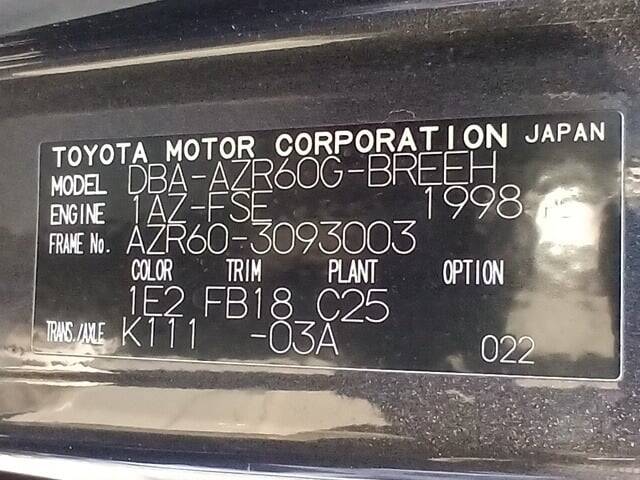 TOYOTA MOTOR CORPORATION JAPAN
MODEL DBA-AZR60G-BREEH
ENGINE 1AZ-FSE 1998
FRAME No. AZR60-3093003
COLOR TRIM PLANT OPTION
1E2 FB18 C25
TRANS./AXLE K111 -03A 022